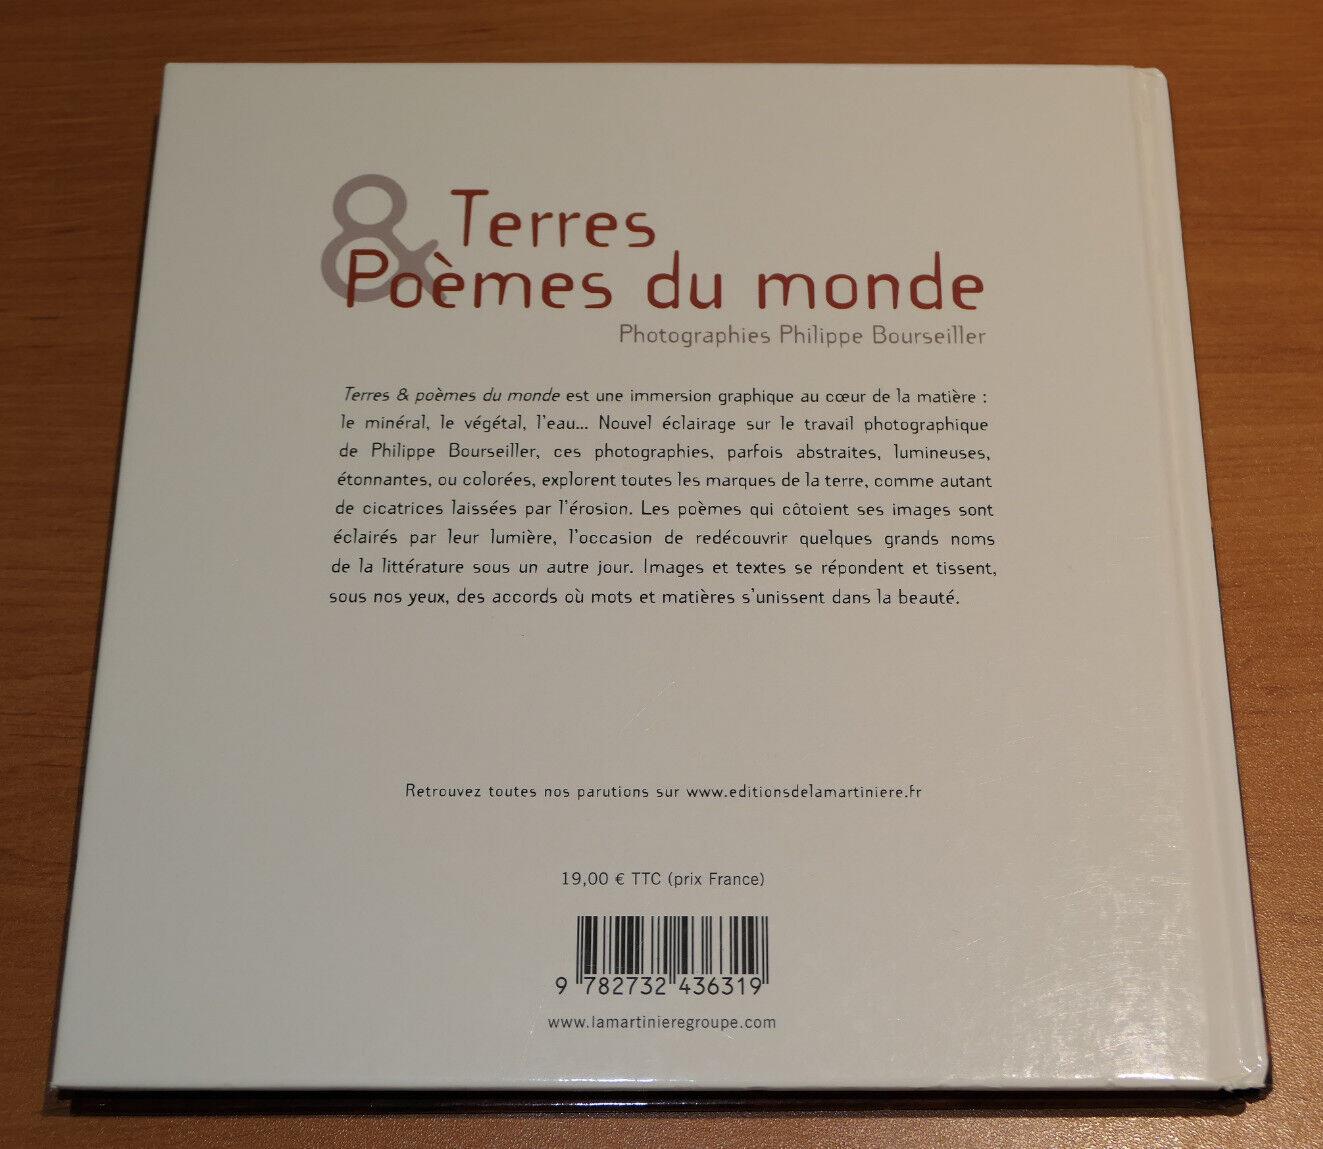 Terres
& Poèmes du monde
Photographies Philippe Bourseiller
Terres & poèmes du monde est une immersion graphique au cœur de la matière :
le minéral, le végétal, l'eau... Nouvel éclairage sur le travail photographique
de Philippe Bourseiller, ces photographies, parfois abstraites, lumineuses,
étonnantes, ou colorées, explorent toutes les marques de la terre, comme autant
de cicatrices laissées par l'érosion. Les poèmes qui côtoient ses images sont
éclairés par leur lumière, l'occasion de redécouvrir quelques grands noms
de la littérature sous un autre jour. Images et textes se répondent et tissent,
sous nos yeux, des accords où mots et matières s'unissent dans la beauté.
Retrouvez toutes nos parutions sur www.editionsdelamartiniere.fr
19,00 € TTC (prix France)
9 782732 436319
www.lamartinieregroupe.com